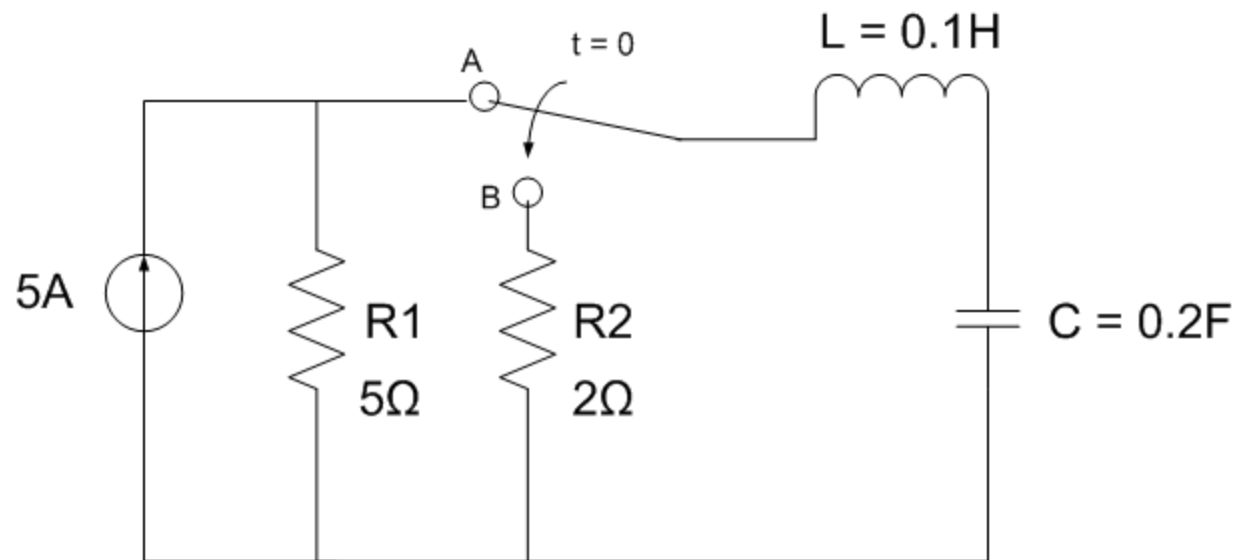 L = 0.1H
t = 0
A
B
5A
R1
5Ω
R2
2Ω
C = 0.2F